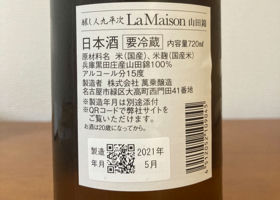 醸し人九平次 La Maison 山田錦
日本酒 要冷蔵 内容量720ml
原材料名 米(国産)、米麹(国産米)
兵庫黒田庄産山田錦100%
アルコール分15度
製造者 株式会社 萬乗醸造
名古屋市緑区大高町西門田41番地
※製造年月は別途添付
※QRコードで弊社サイトを
ご覧いただけます。
お酒は20歳になってから。
製造
年月
2021年
5月
4510523109045